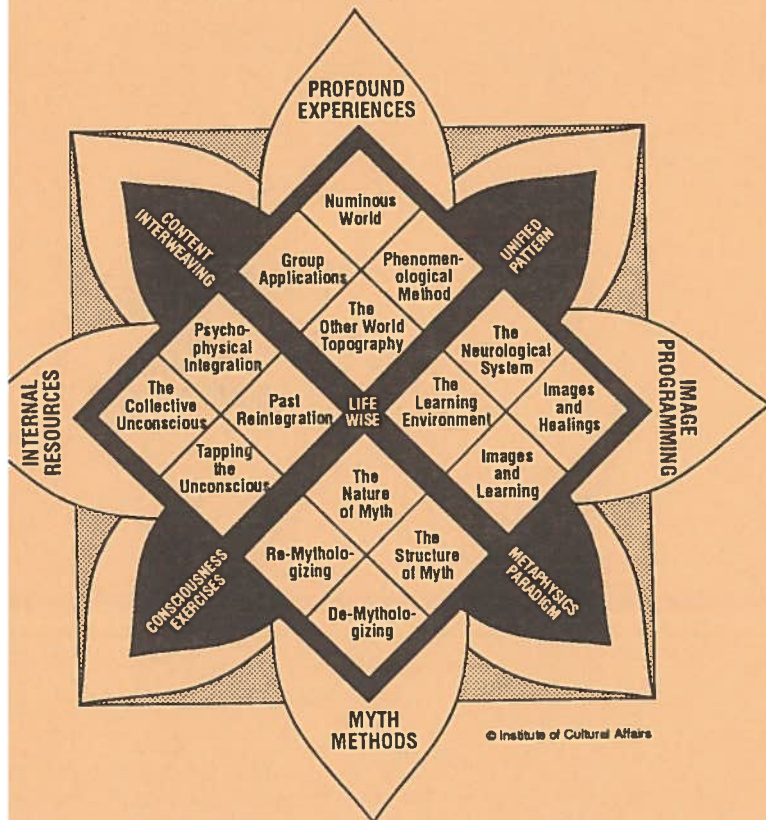 PROFOUND
EXPERIENCES
CONTENT
INTERWEAVING
UNIFIED
PATTERN
Numinous
World
Group
Applications
Phenomen-
ological
Method
The
Other World
Topography
INTERNAL
RESOURCES
Psycho-
physical
Integration
The
Collective
Unconscious
Past
Reintegration
Tapping
the
Unconscious
LIFE
WISE
The
Neurological
System
The
Learning
Environment
Images
and
Healings
Images
and
Learning
IMAGE
PROGRAMMING
The
Nature
of Myth
Re-Mytholo-
gizing
The
Structure
of Myth
De-Mytholo-
gizing
CONSCIOUSNESS
EXERCISES
METAPHYSICS
PARADIGM
MYTH
METHODS
© Institute of Cultural Affairs